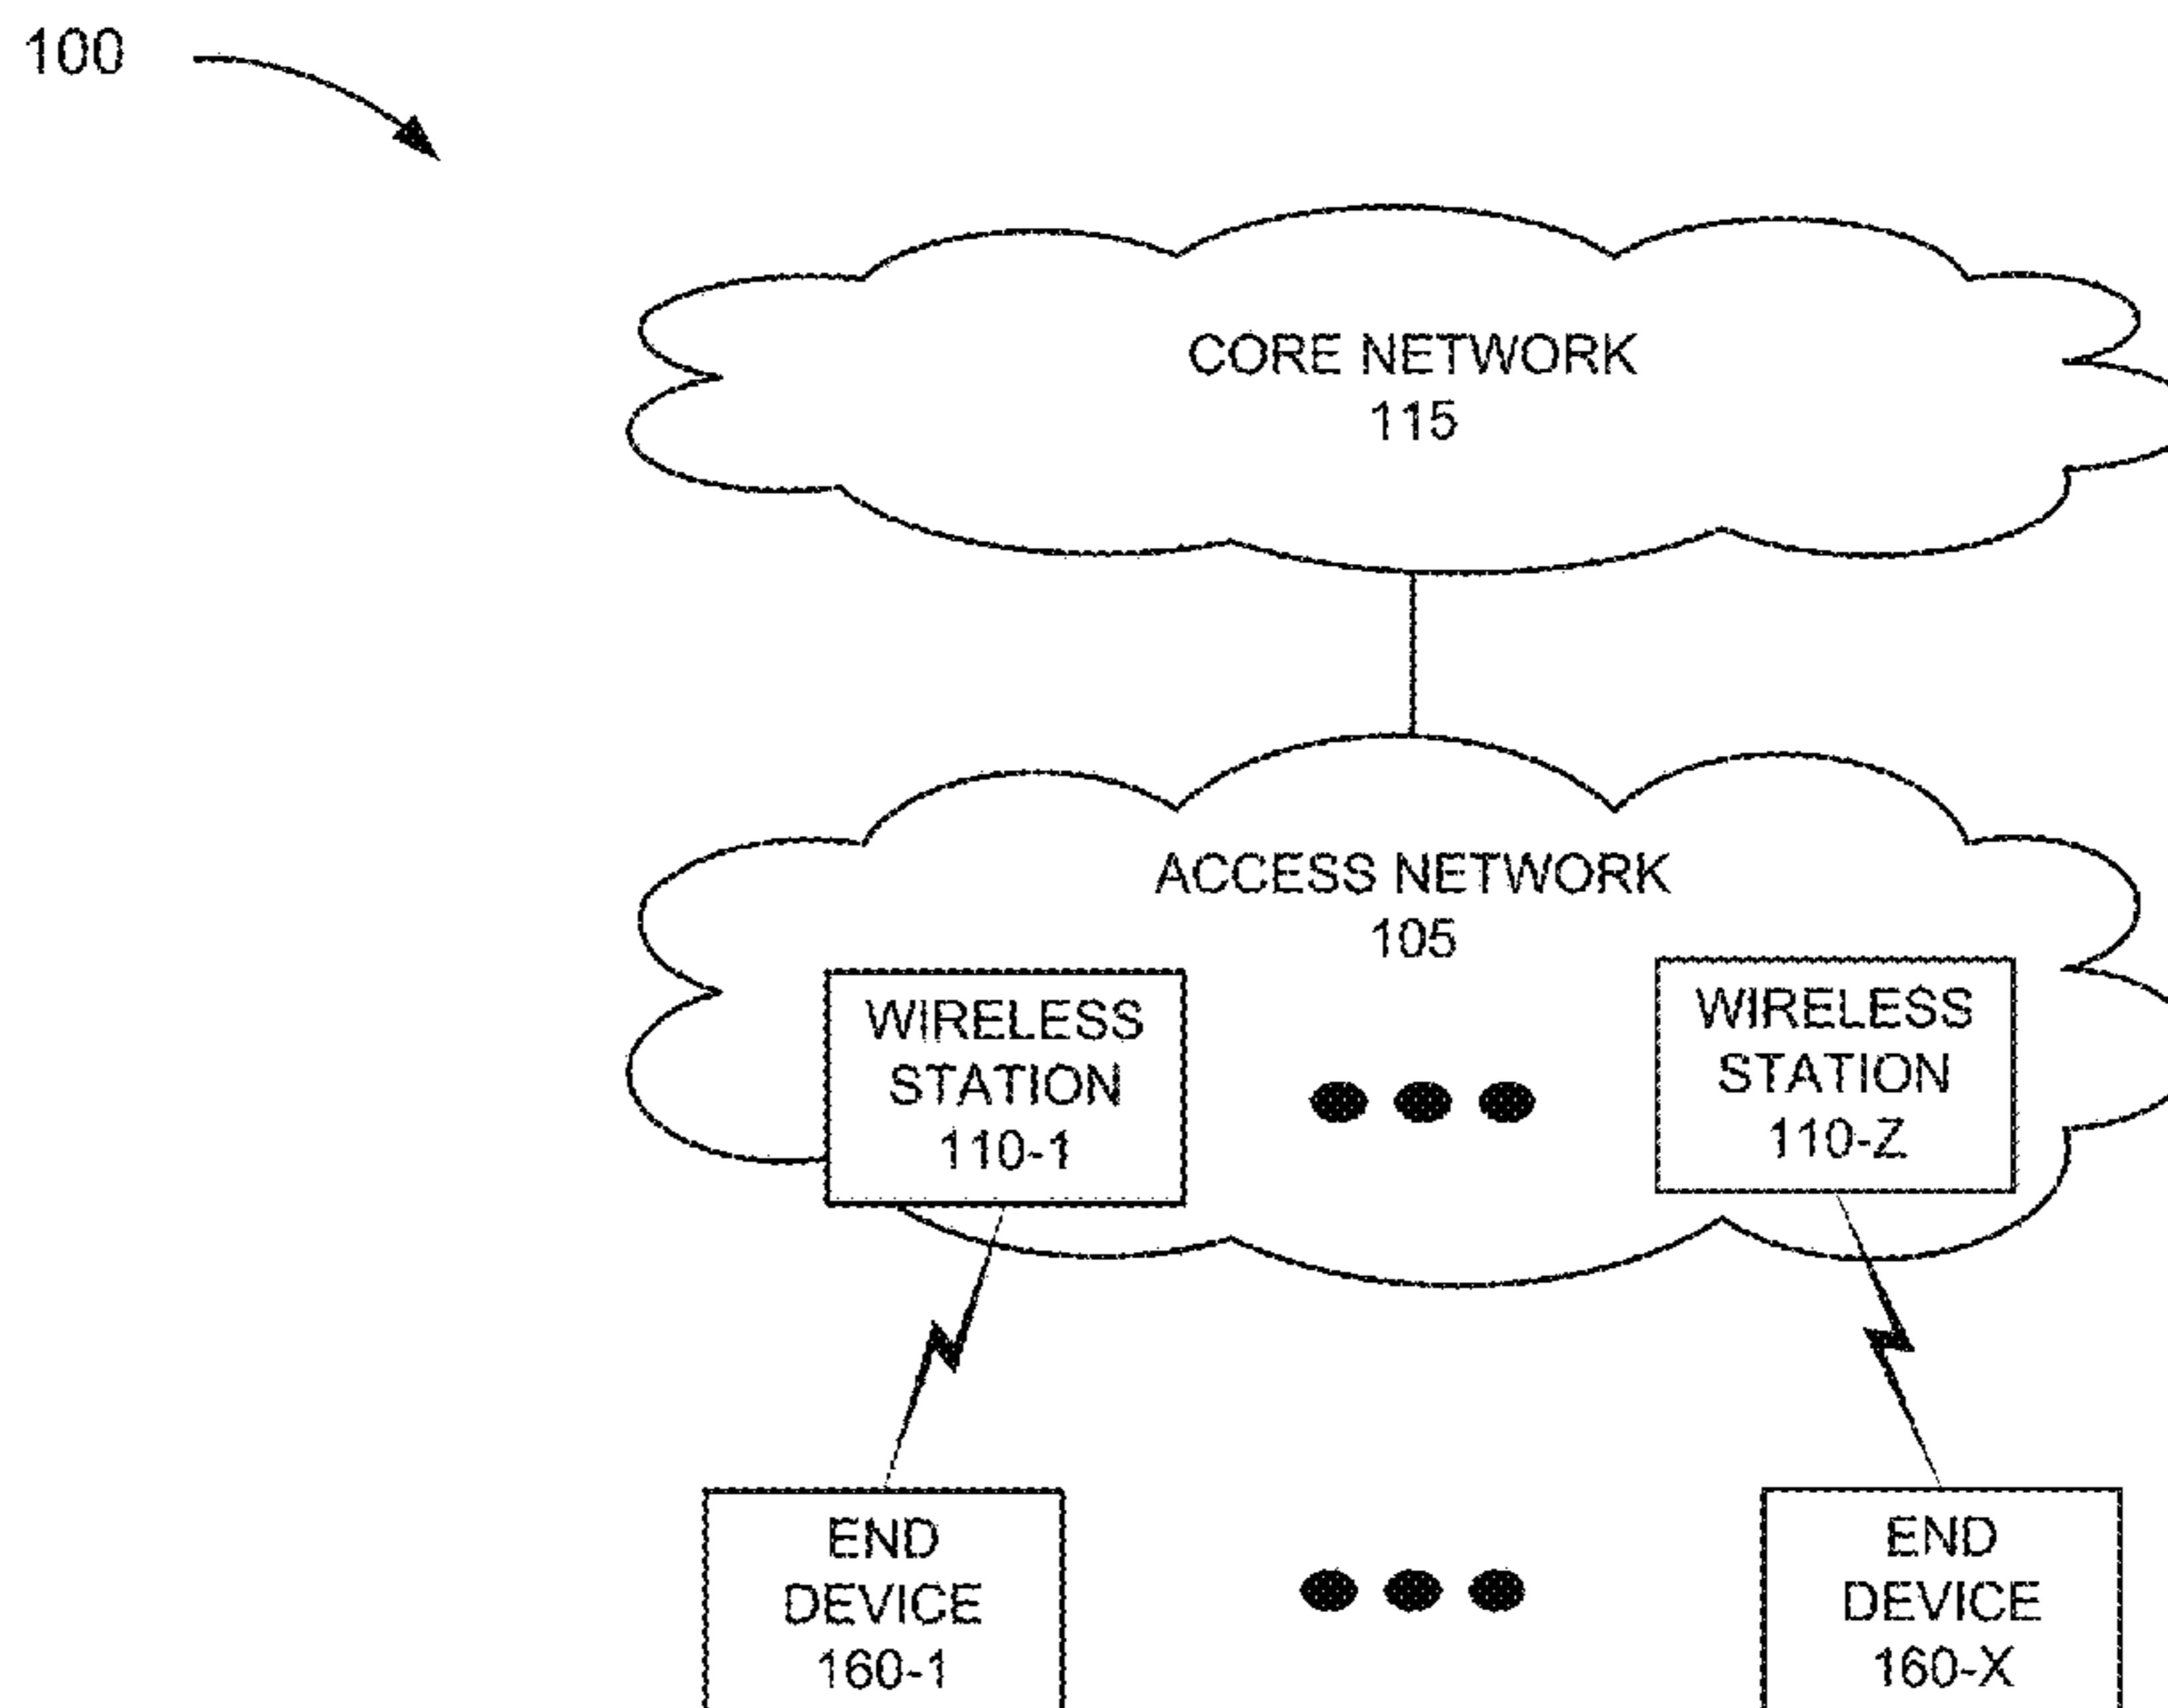 100
CORE NETWORK
115
ACCESS NETWORK
105
WIRELESS
STATION
110-1
WIRELESS
STATION
110-Z
END
DEVICE
160-1
END
DEVICE
160-X